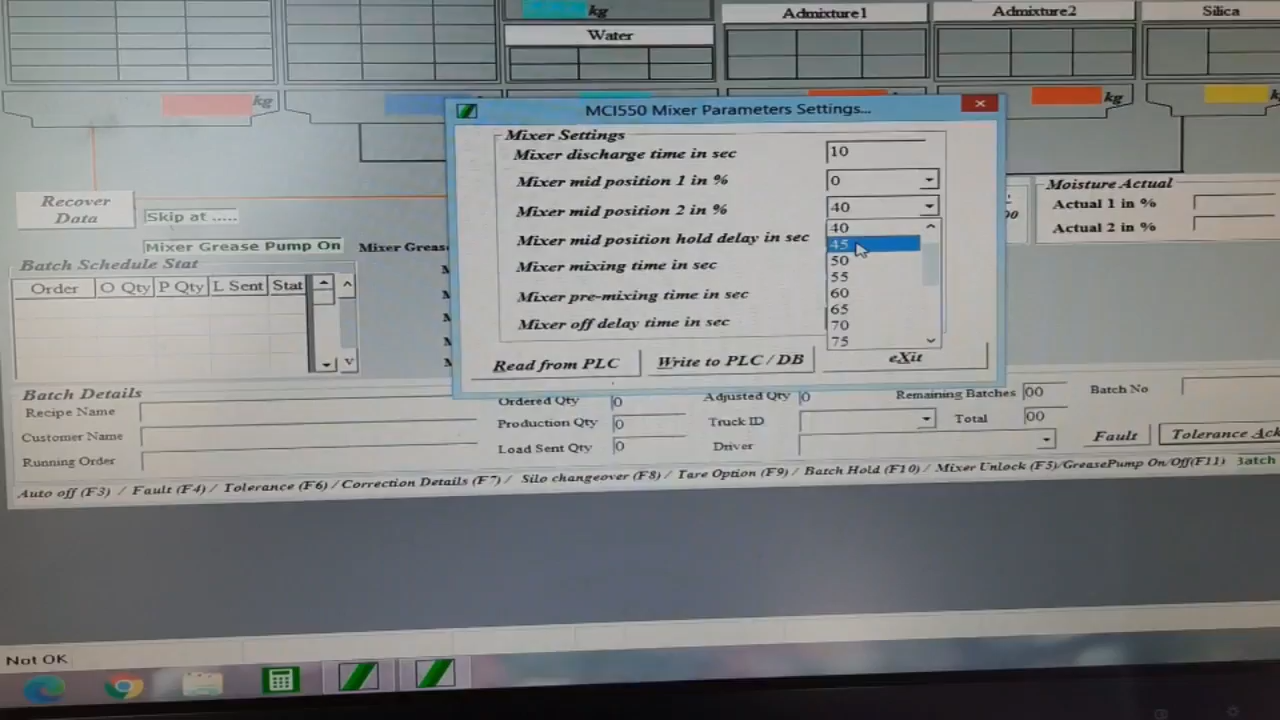 kg
Admixture1
Admixture2
Silica
Water
kg
kg
MCI550 Mixer Parameters Settings...
Mixer Settings
Mixer discharge time in sec
10
Mixer mid position 1 in %
0
Mixer mid position 2 in %
40
Mixer mid position hold delay in sec
Mixer mixing time in sec
Mixer pre-mixing time in sec
Mixer off delay time in sec
40
45
50
55
60
65
70
75
Read from PLC
Write to PLC / DB
eXit
Moisture Actual
Actual 1 in %
Actual 2 in %
Recover Data
Skip at .....
Mixer Grease Pump On
Mixer Greas
Batch Schedule Stat
Order
O Qty
P Qty
L Sent
Stat
Batch Details
Recipe Name
Customer Name
Running Order
Ordered Qty
0
Adjusted Qty
0
Remaining Batches
00
Batch No
Production Qty
0
Truck ID
Total
00
Load Sent Qty
0
Driver
Fault
Tolerance Ack
Auto off (F3) / Fault (F4) / Tolerance (F6) / Correction Details (F7) / Silo changeover (F8) / Tare Option (F9) / Batch Hold (F10) / Mixer Unlock (F5)/GreasePump On/Off(F11)
Batch
Not OK